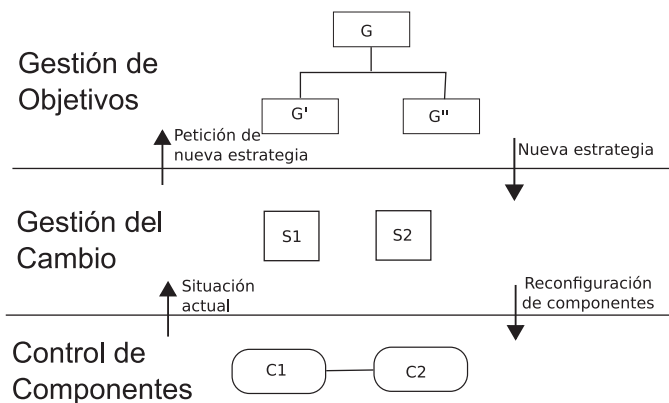 G
Gestión de
Objetivos
G'
G"
Petición de
nueva estrategia
Nueva estrategia
Gestión del
Cambio
S1
S2
Situación
actual
Reconfiguración
de componentes
Control de
Componentes
C1
C2